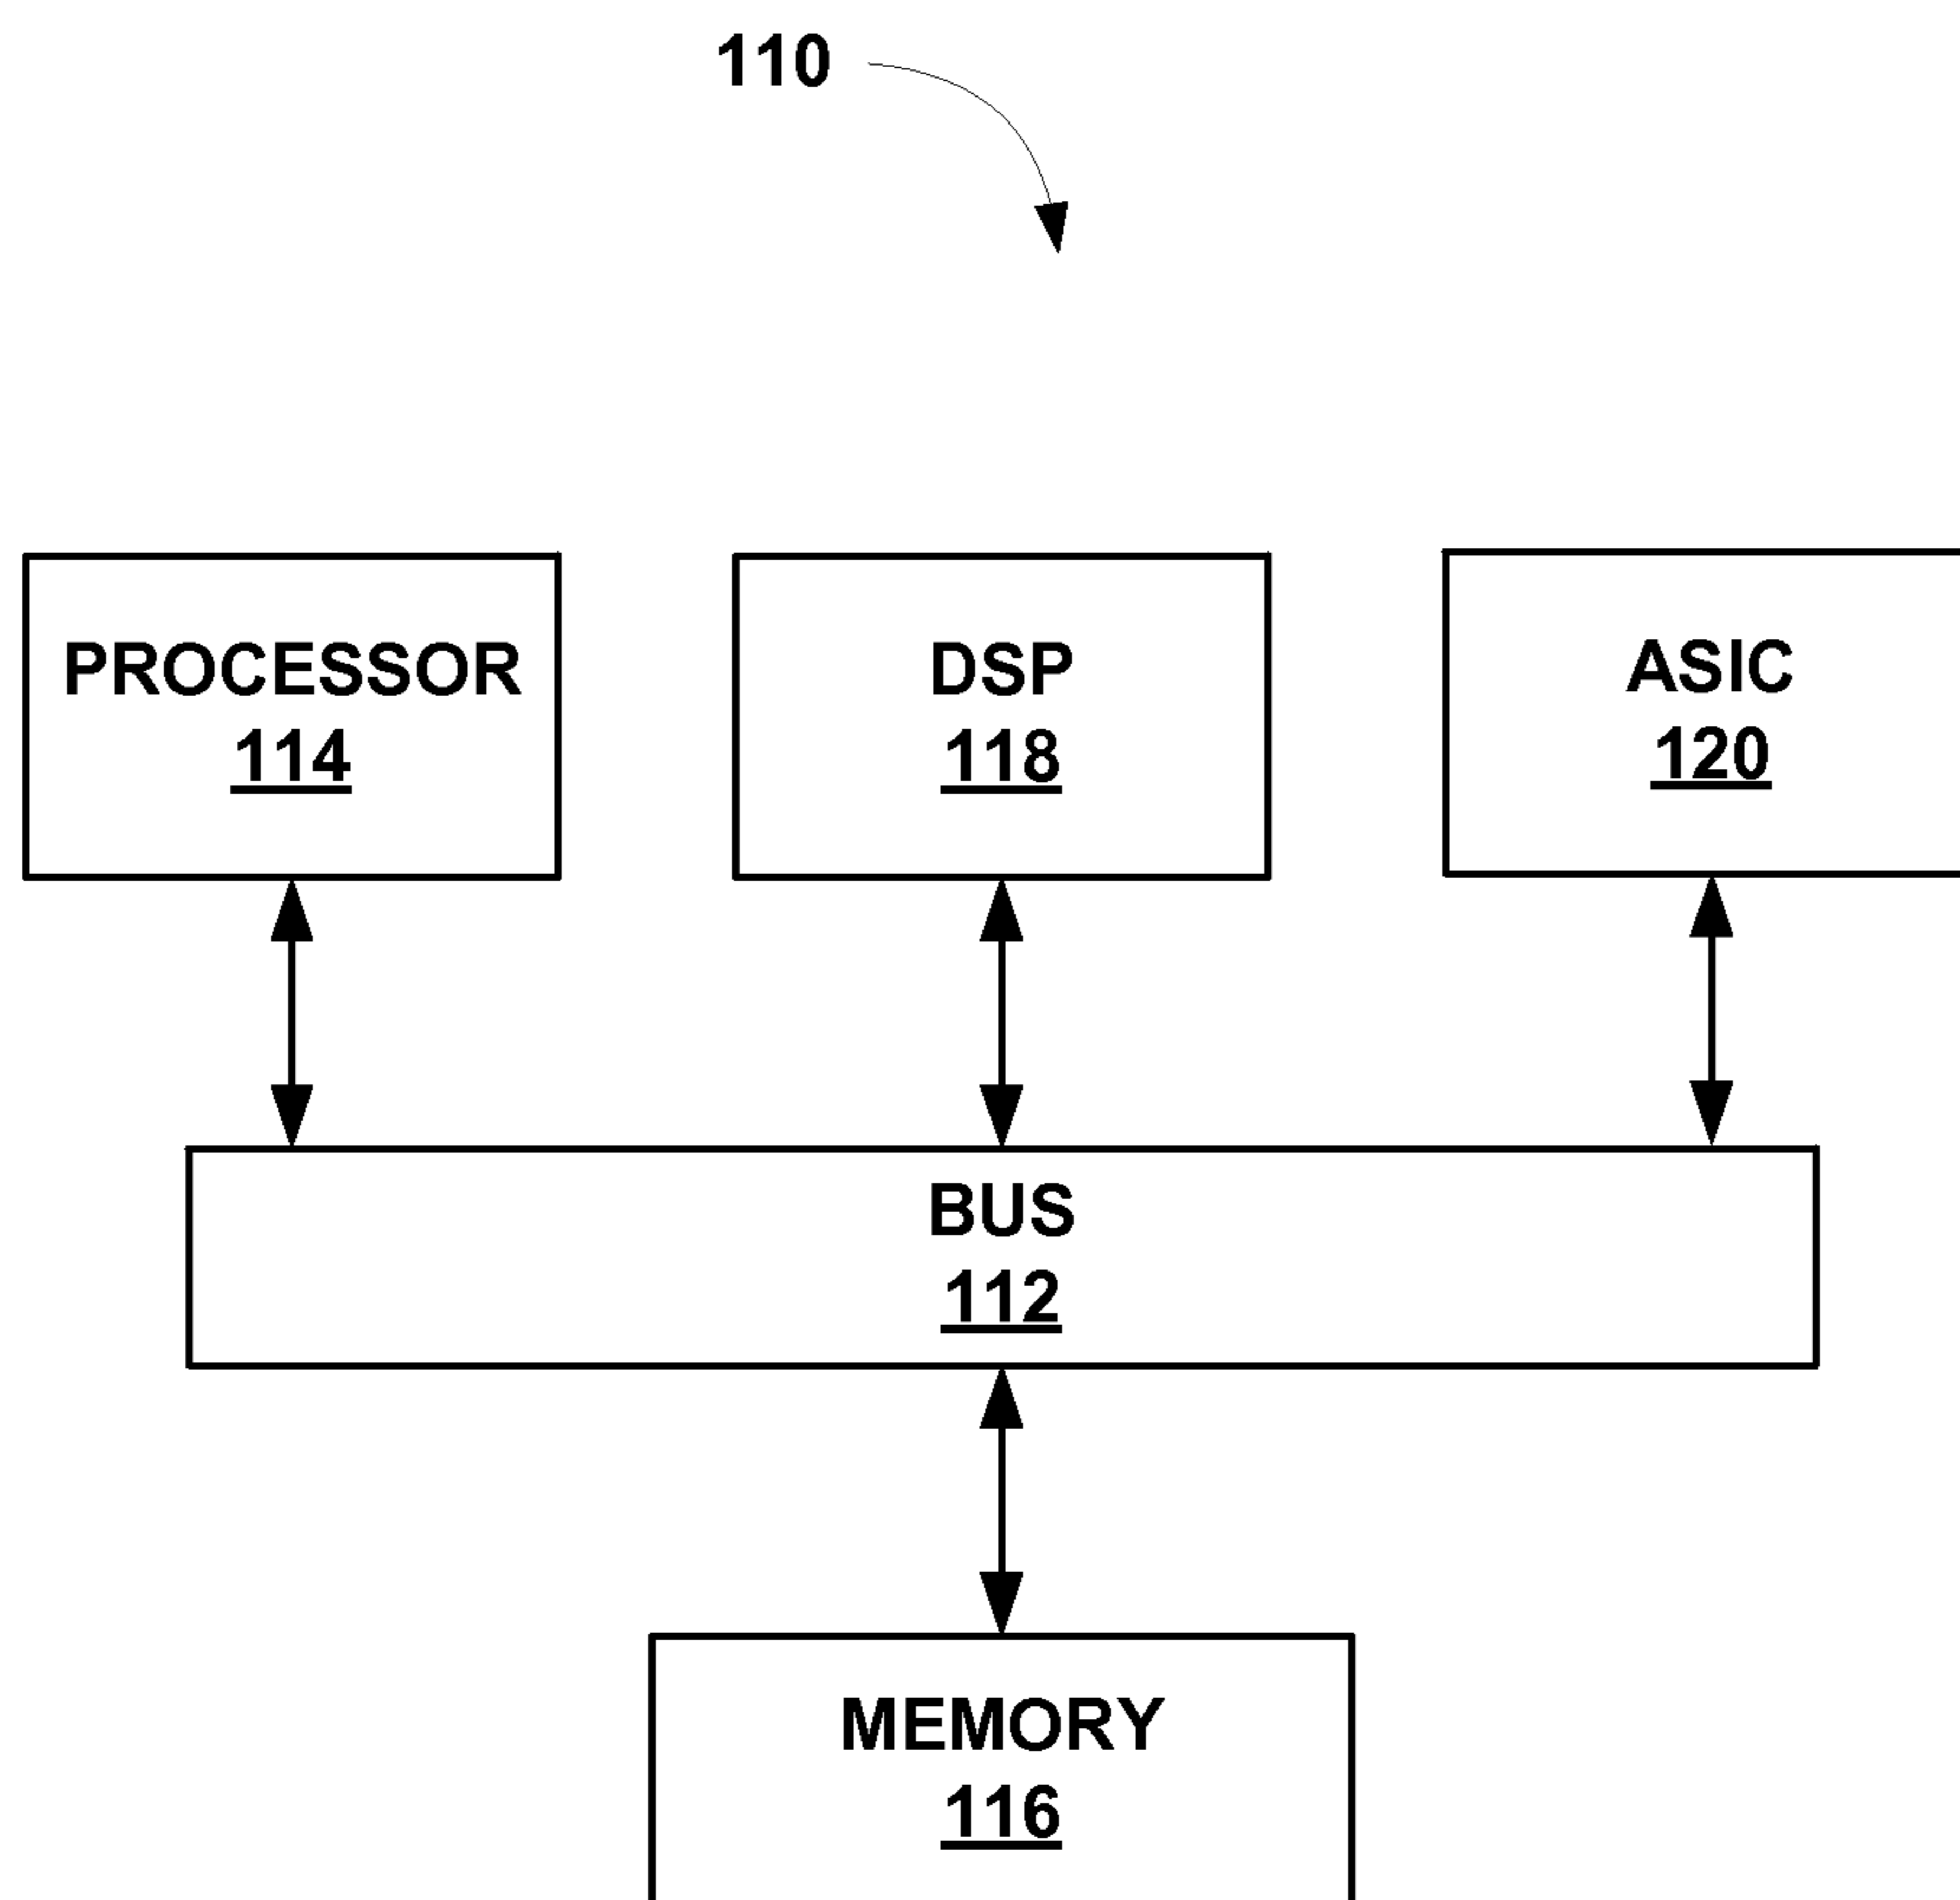 110
PROCESSOR
114
DSP
118
ASIC
120
BUS
112
MEMORY
116